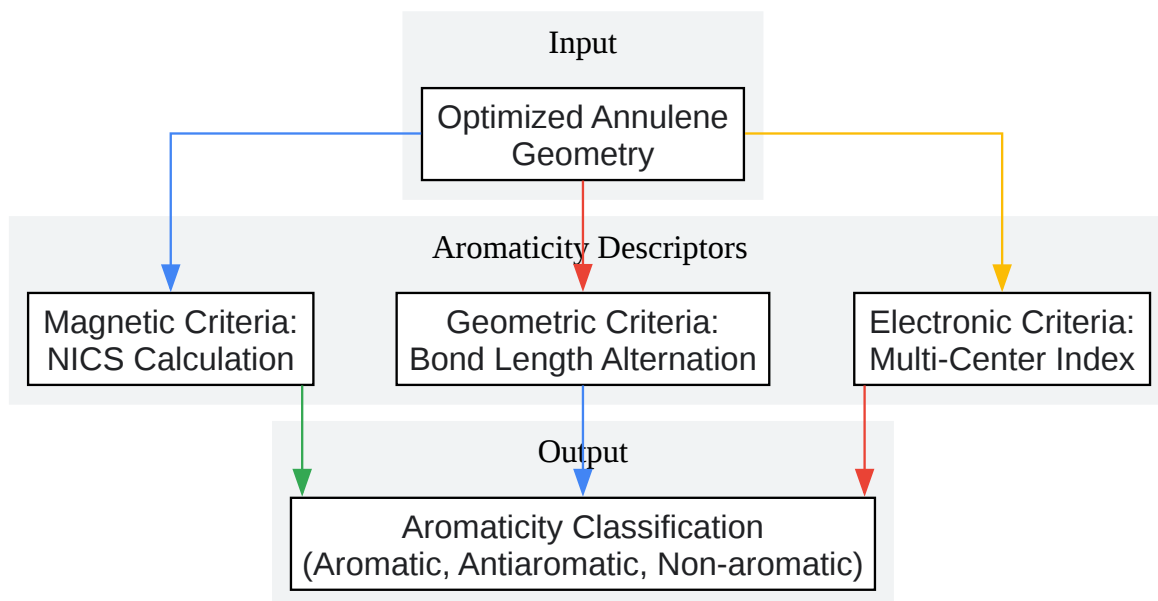 Input
Optimized Annulene
Geometry
Aromaticity Descriptors
Magnetic Criteria:
NICS Calculation
Geometric Criteria:
Bond Length Alternation
Electronic Criteria:
Multi-Center Index
Output
Aromaticity Classification
(Aromatic, Antiaromatic, Non-aromatic)